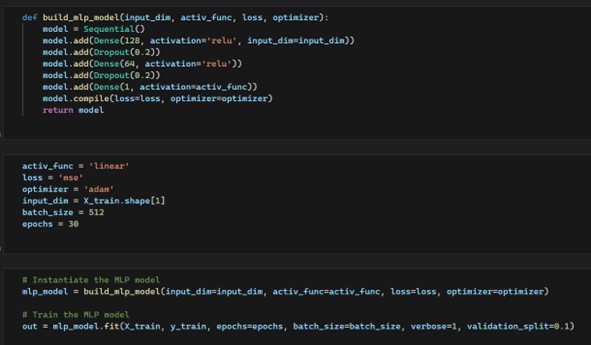 def build_mlp_model(input_dim, activ_func, loss, optimizer):
    model = Sequential()
    model.add(Dense(128, activation='relu', input_dim=input_dim))
    model.add(Dropout(0.2))
    model.add(Dense(64, activation='relu'))
    model.add(Dropout(0.2))
    model.add(Dense(1, activation=activ_func))
    model.compile(loss=loss, optimizer=optimizer)
    return model
activ_func = 'linear'
loss = 'mse'
optimizer = 'adam'
input_dim = X_train.shape[1]
batch_size = 512
epochs = 30
# Instantiate the MLP model
mlp_model = build_mlp_model(input_dim=input_dim, activ_func=activ_func, loss=loss, optimizer=optimizer)
# Train the MLP model
out = mlp_model.fit(X_train, y_train, epochs=epochs, batch_size=batch_size, verbose=1, validation_split=0.1)